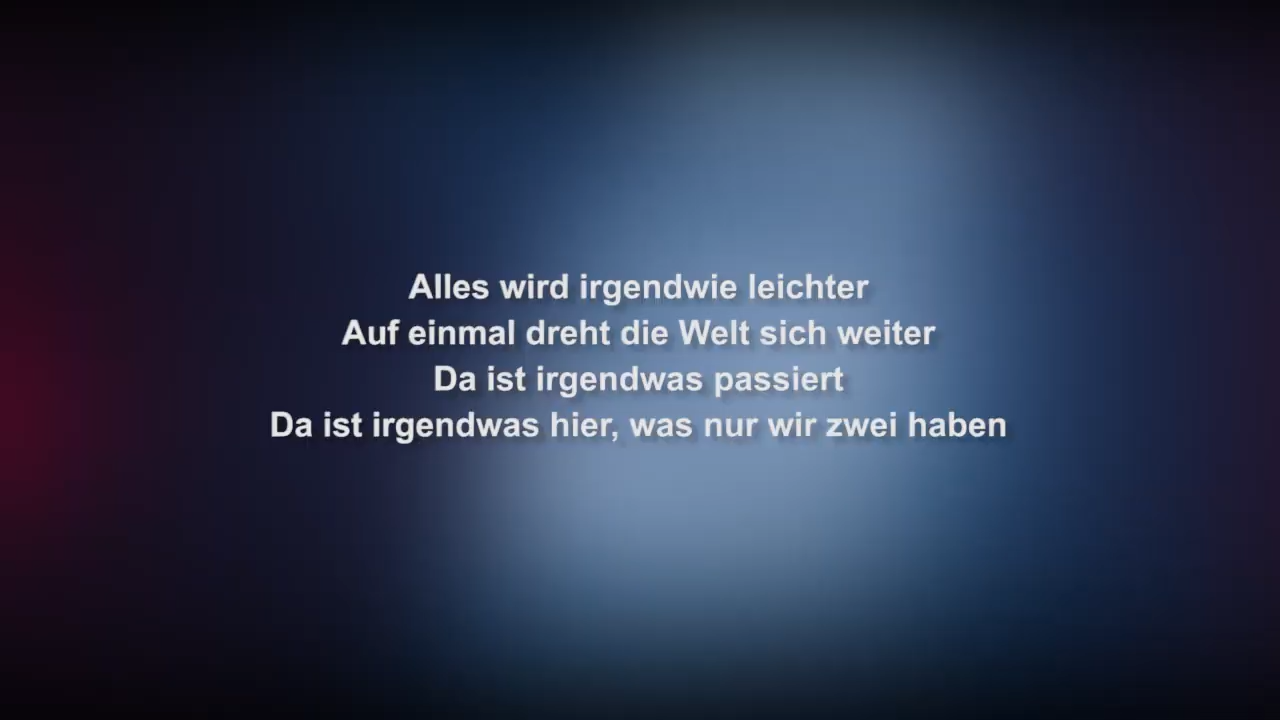 Alles wird irgendwie leichter
Auf einmal dreht die Welt sich weiter
Da ist irgendwas passiert
Da ist irgendwas hier, was nur wir zwei haben